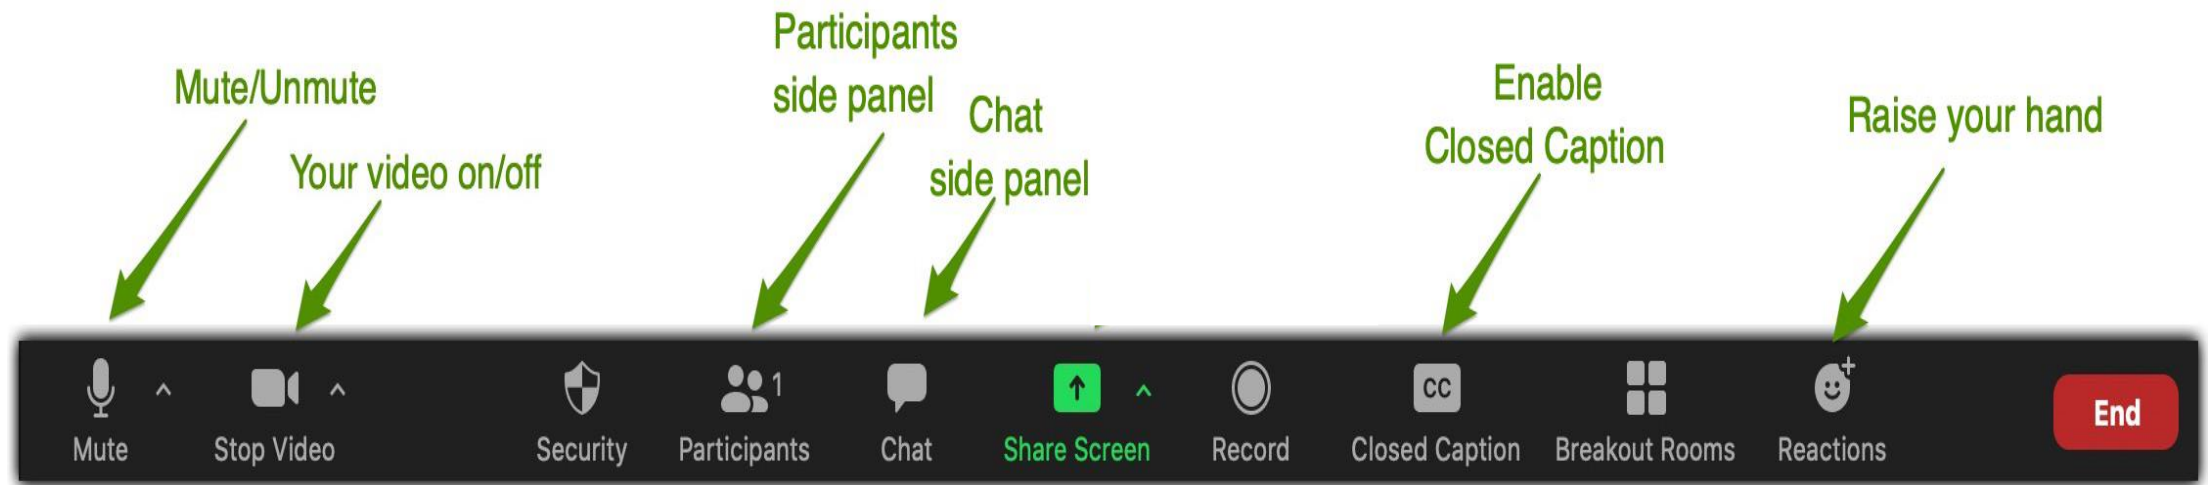 Participants
side panel
Mute/Unmute
Enable
Closed Caption
Chat
side panel
Raise your hand
Your video on/off
1
CC
Mute
Stop Video
Security
Participants
Chat
Share Screen
Record
Closed Caption
Breakout Rooms
Reactions
End